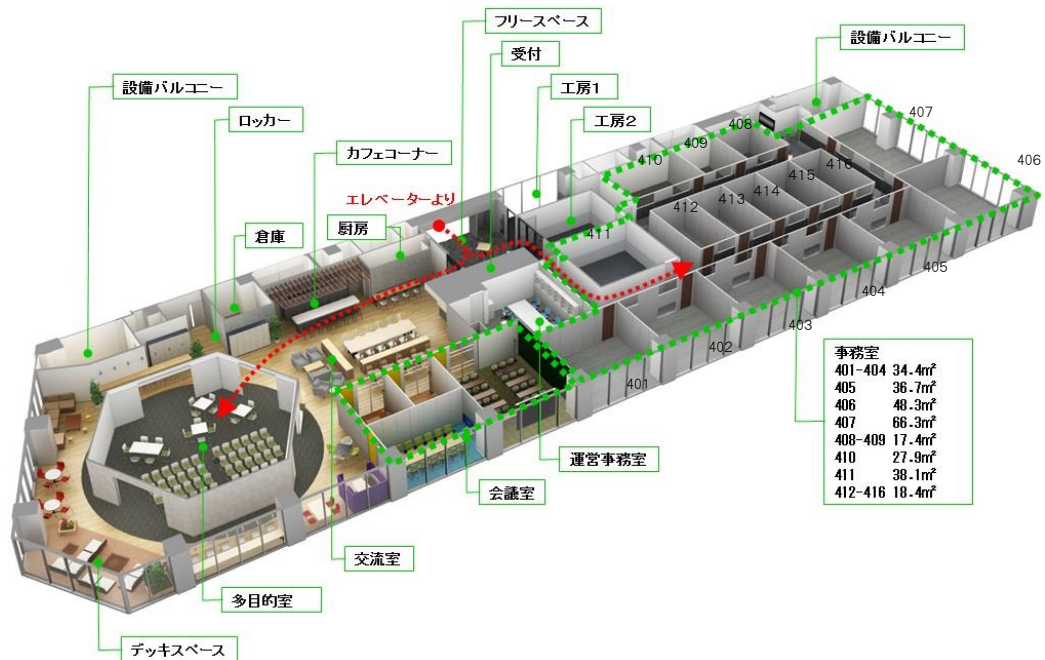 フリースペース
受付
設備バルコニー
設備バルコニー
工房1
ロッカー
工房2
カフェコーナー
エレベーターより
倉庫
厨房
407
406
408
409
410
416
415
414
413
412
411
405
404
403
402
401
事務室
401-404 34.4㎡
405 36.7㎡
406 48.3㎡
407 66.3㎡
408-409 17.4㎡
410 27.9㎡
411 38.1㎡
412-416 18.4㎡
運営事務室
会議室
交流室
多目的室
デッキスペース